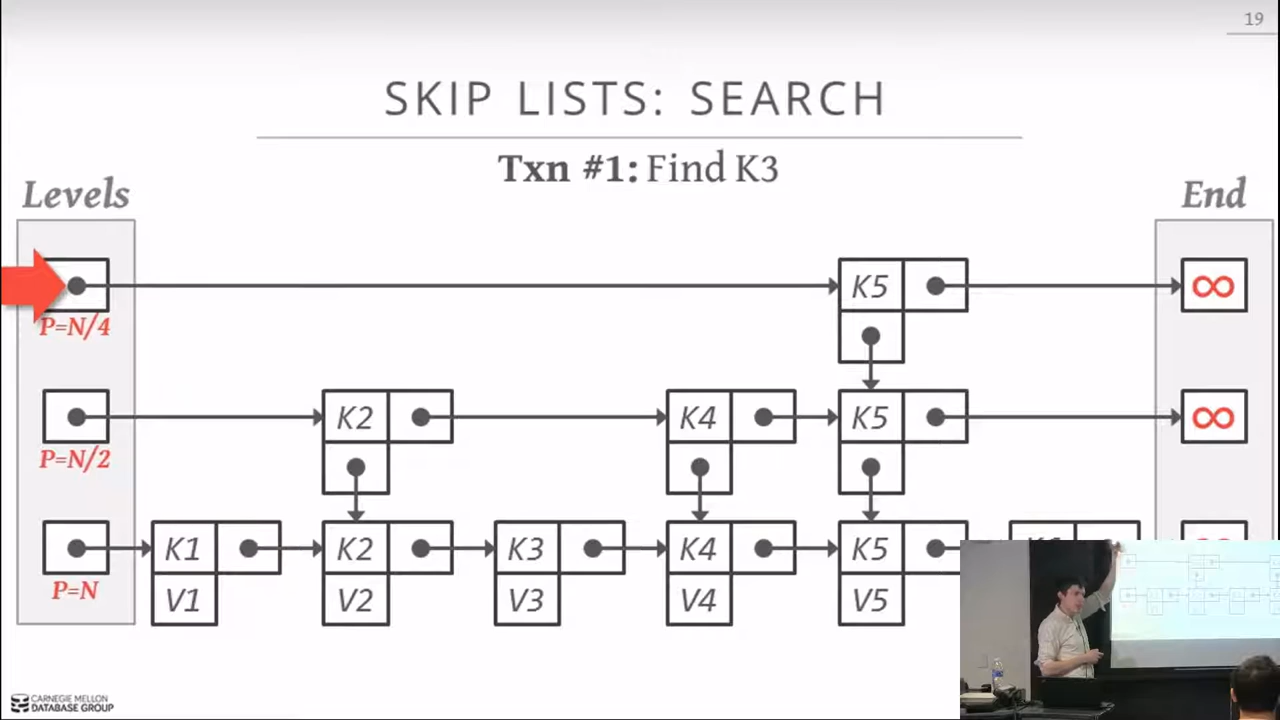 19
SKIP LISTS: SEARCH
Txn #1: Find K3
Levels
End
K5
∞
P=N/4
K2
K4
K5
∞
P=N/2
K1
K2
K3
K4
K5
P=N
V1
V2
V3
V4
V5
CARNEGIE MELLON
DATABASE GROUP